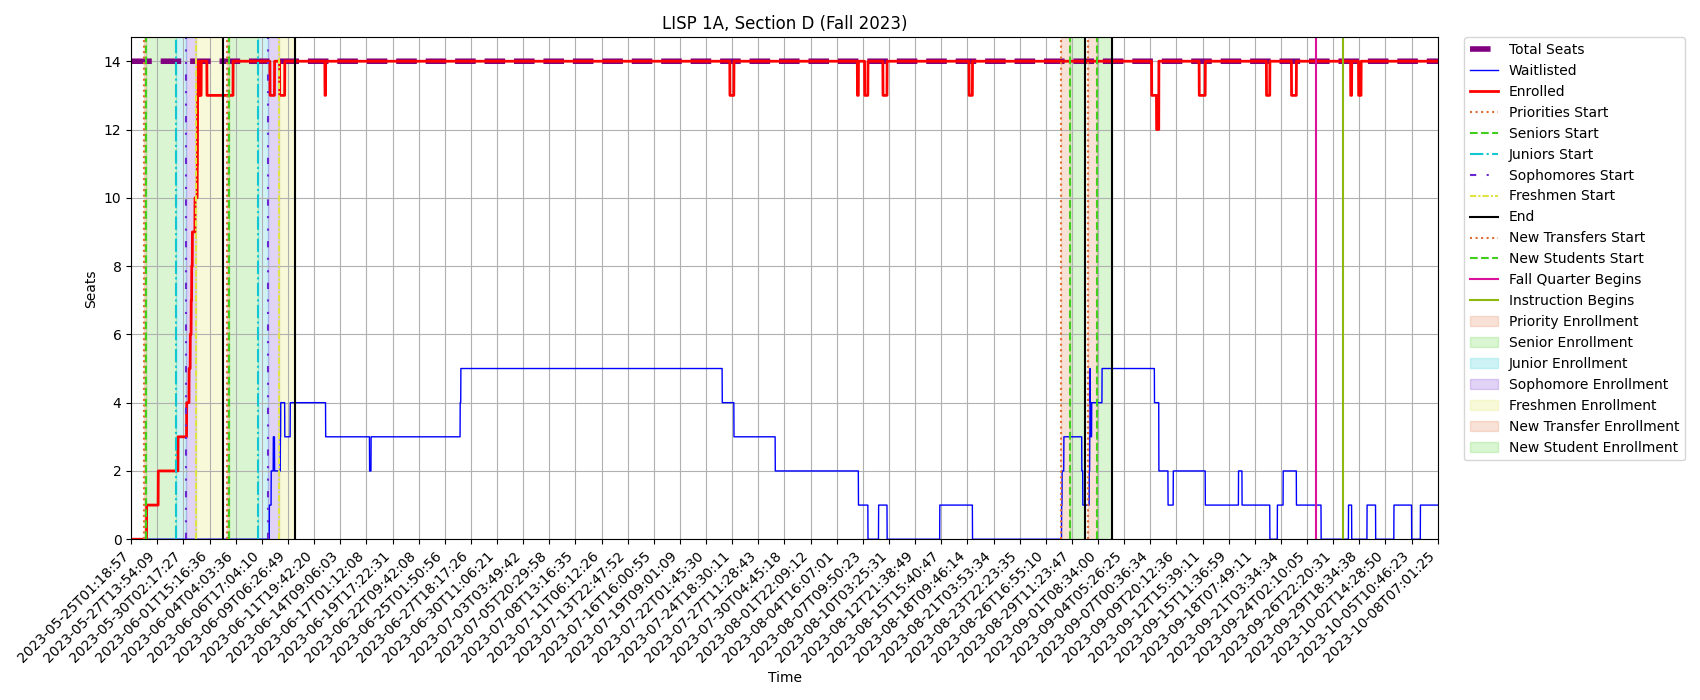 LISP 1A, Section D (Fall 2023)
Seats
14
12
10
8
6
4
2
0
2023-05-25T01:18:57
2023-05-27T13:54:09
2023-05-30T02:17:27
2023-06-01T15:16:36
2023-06-04T04:03:36
2023-06-06T17:04:10
2023-06-09T06:26:49
2023-06-11T19:42:20
2023-06-14T09:06:03
2023-06-17T01:12:08
2023-06-19T17:22:31
2023-06-22T09:42:08
2023-06-25T01:50:56
2023-06-27T18:17:26
2023-06-30T11:06:21
2023-07-03T03:49:42
2023-07-05T20:29:58
2023-07-08T13:16:35
2023-07-11T06:12:26
2023-07-13T22:47:52
2023-07-16T16:00:55
2023-07-19T09:01:09
2023-07-22T01:45:30
2023-07-24T18:30:11
2023-07-27T11:28:43
2023-07-30T04:45:18
2023-08-01T22:09:12
2023-08-04T16:07:01
2023-08-07T09:50:23
2023-08-10T03:25:31
2023-08-12T21:38:49
2023-08-15T15:40:47
2023-08-18T09:46:14
2023-08-21T03:53:34
2023-08-23T22:23:35
2023-08-26T16:55:10
2023-08-29T11:23:47
2023-09-01T08:34:00
2023-09-04T05:26:25
2023-09-07T00:36:34
2023-09-09T20:12:36
2023-09-12T15:39:11
2023-09-15T11:36:59
2023-09-18T07:49:11
2023-09-21T03:34:34
2023-09-24T02:10:05
2023-09-26T22:20:31
2023-09-29T18:34:38
2023-10-02T14:28:50
2023-10-05T10:46:23
2023-10-08T07:01:25
Time
Total Seats
Waitlisted
Enrolled
Priorities Start
Seniors Start
Juniors Start
Sophomores Start
Freshmen Start
End
New Transfers Start
New Students Start
Fall Quarter Begins
Instruction Begins
Priority Enrollment
Senior Enrollment
Junior Enrollment
Sophomore Enrollment
Freshmen Enrollment
New Transfer Enrollment
New Student Enrollment